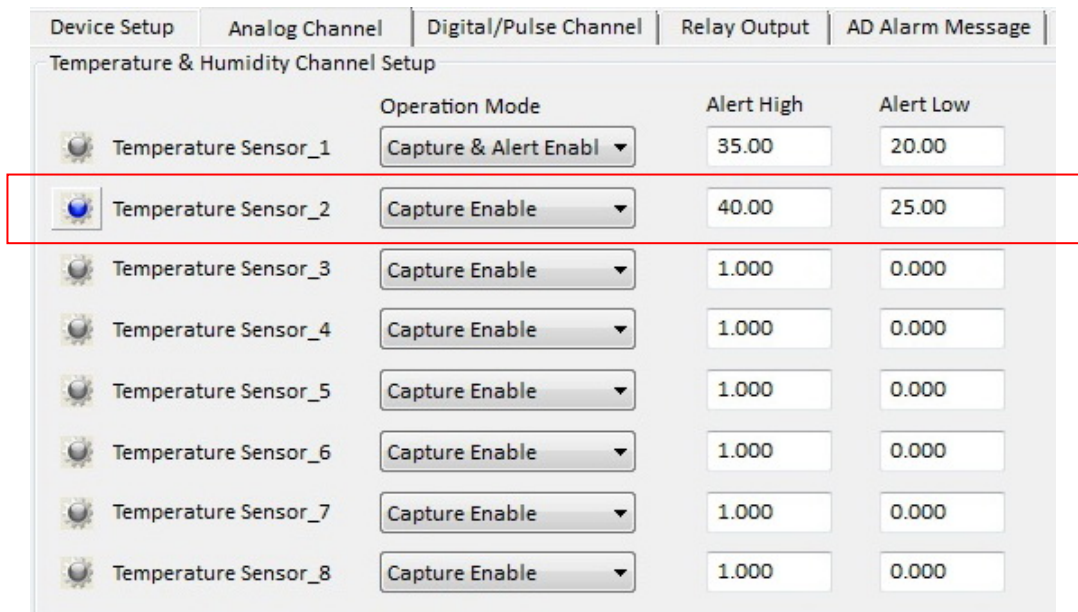 Device Setup Analog Channel Digital/Pulse Channel Relay Output AD Alarm Message
Temperature & Humidity Channel Setup
Operation Mode Alert High Alert Low
Temperature Sensor_1 Capture & Alert Enabl 35.00 20.00
Temperature Sensor_2 Capture Enable 40.00 25.00
Temperature Sensor_3 Capture Enable 1.000 0.000
Temperature Sensor_4 Capture Enable 1.000 0.000
Temperature Sensor_5 Capture Enable 1.000 0.000
Temperature Sensor_6 Capture Enable 1.000 0.000
Temperature Sensor_7 Capture Enable 1.000 0.000
Temperature Sensor_8 Capture Enable 1.000 0.000